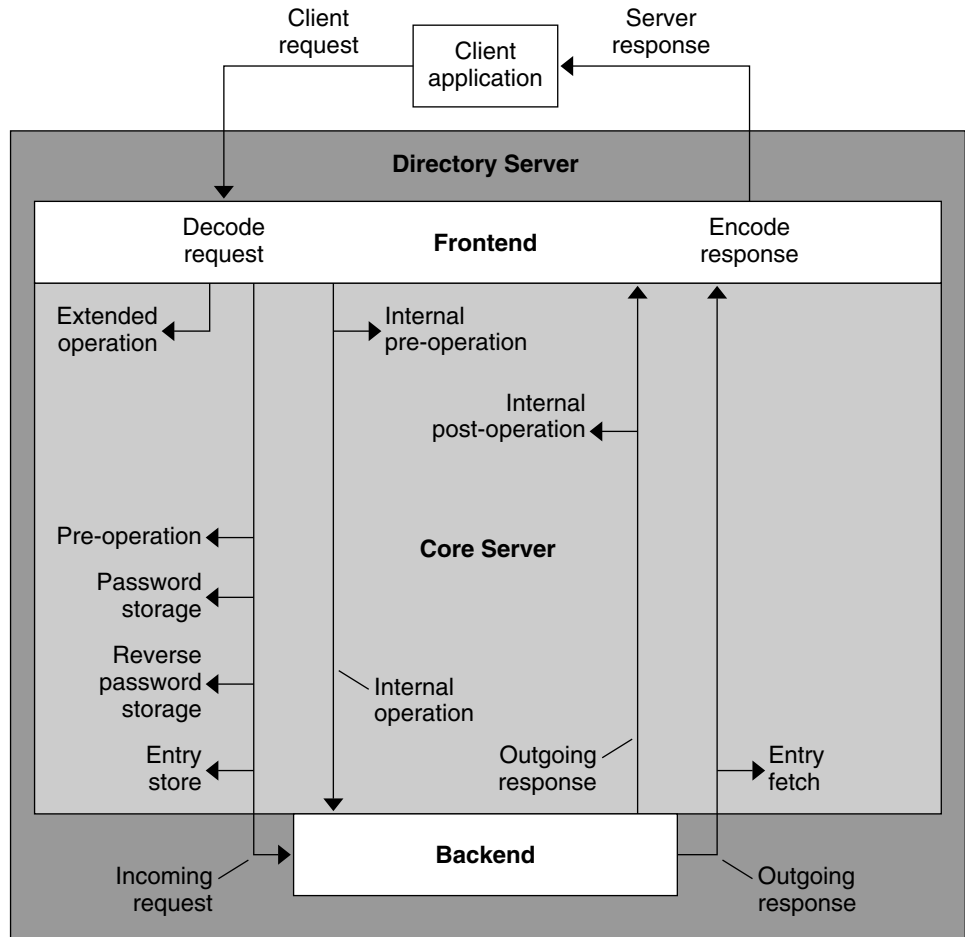 Client
request
Client
application
Server
response
Directory Server
Decode
request
Frontend
Encode
response
Extended
operation
Internal
pre-operation
Internal
post-operation
Pre-operation
Core Server
Password
storage
Reverse
password
storage
Internal
operation
Entry
store
Outgoing
response
Entry
fetch
Backend
Incoming
request
Outgoing
response